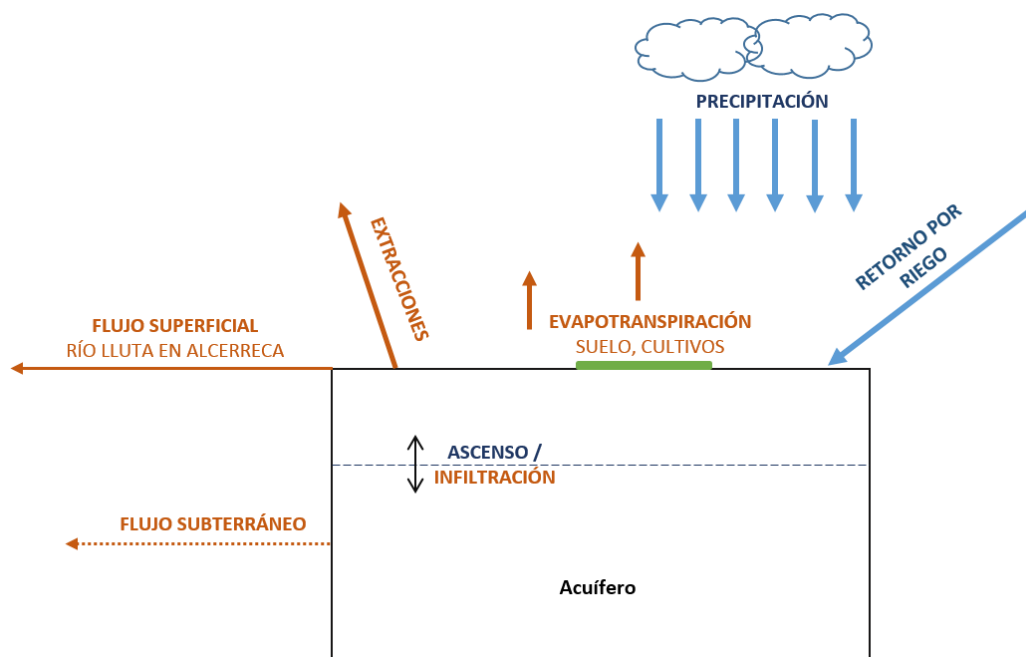 PRECIPITACIÓN
RETORNO POR
RIEGO
EXTRACCIONES
FLUJO SUPERFICIAL
RÍO LLUTA EN ALCERRECA
EVAPOTRANSPIRACIÓN
SUELO, CULTIVOS
ASCENSO /
INFILTRACIÓN
FLUJO SUBTERRÁNEO
Acuífero